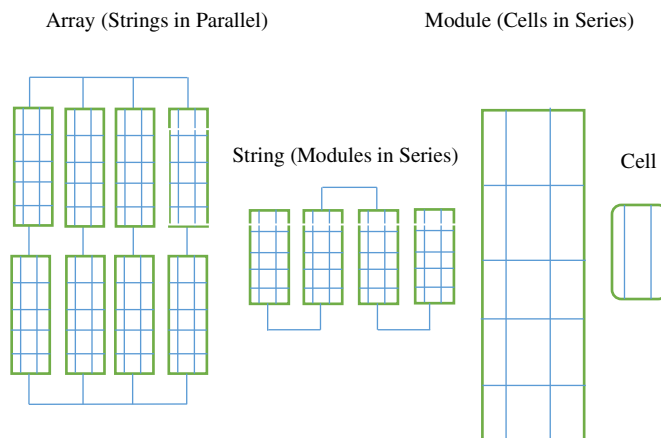 Array (Strings in Parallel)
Module (Cells in Series)
String (Modules in Series)
Cell